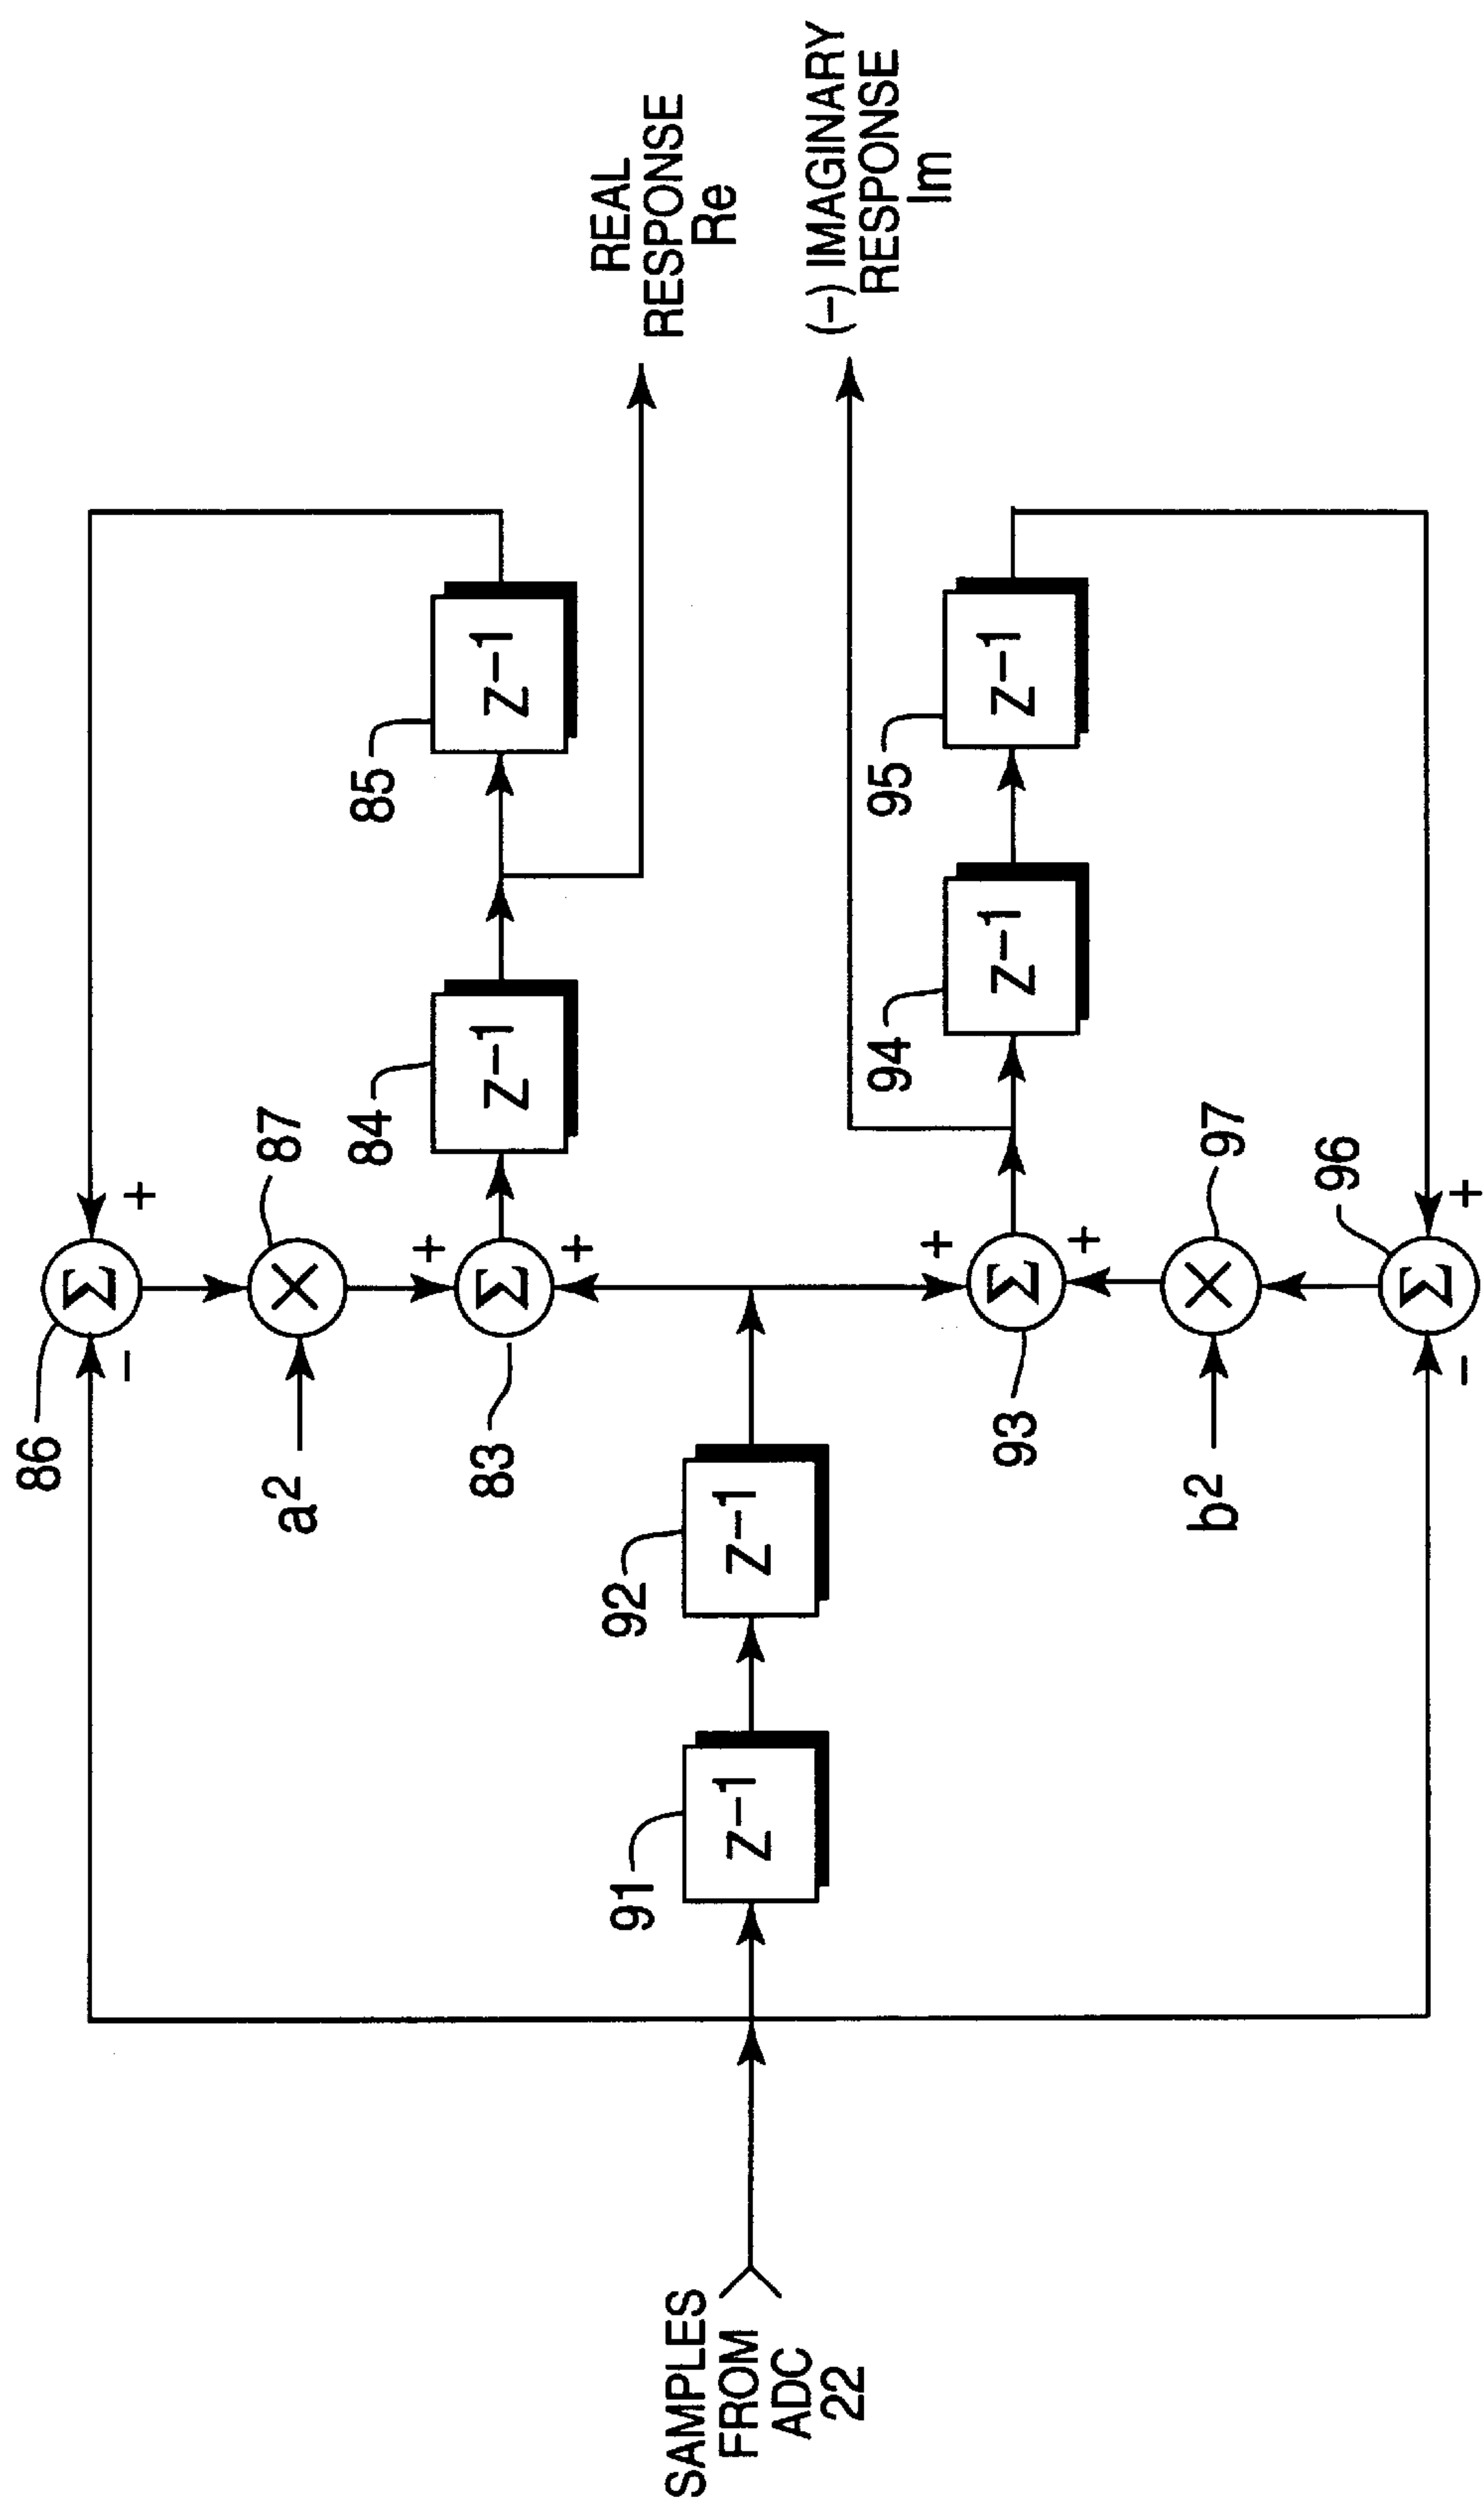 SAMPLES
FROM
ADC
22
86
+
−
Σ
a²
87
×
83
+
+
Σ
84
z−1
85
z−1
REAL
RESPONSE
Re
91
z−1
92
z−1
(−) IMAGINARY
RESPONSE
Im
93
+
+
Σ
94
z−1
95
z−1
b²
97
×
96
+
−
Σ